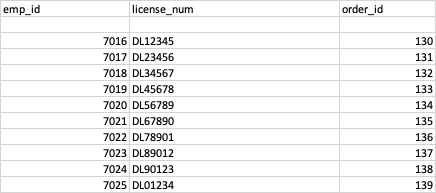 emp_id license_num order_id
7016 DL12345 130
7017 DL23456 131
7018 DL34567 132
7019 DL45678 133
7020 DL56789 134
7021 DL67890 135
7022 DL78901 136
7023 DL89012 137
7024 DL90123 138
7025 DL01234 139